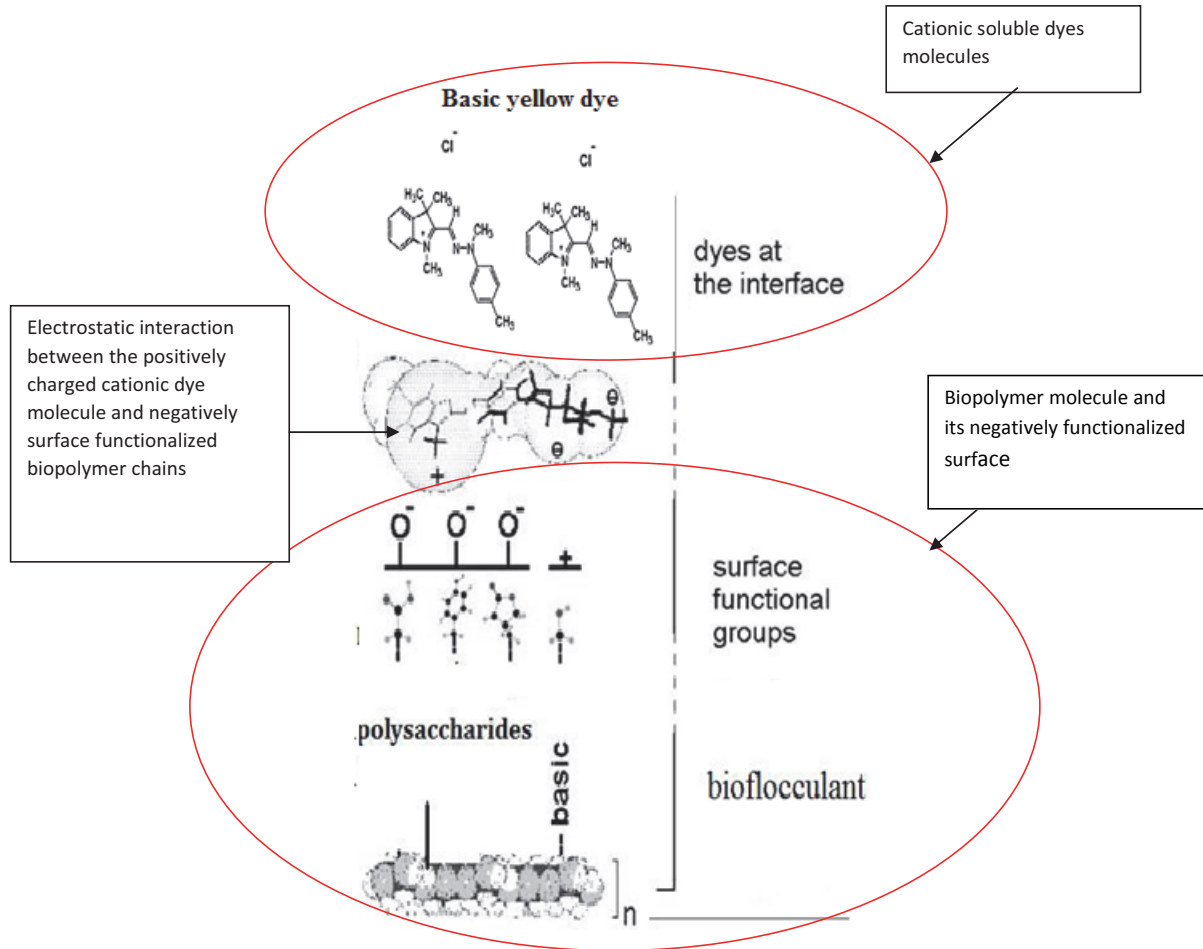 Cationic soluble dyes
molecules
Basic yellow dye
Cl⁻
Cl⁻
H₃C
CH₃
H
CH₃
N
+
N
N
CH₃
CH₃
H₃C
CH₃
H
CH₃
N
+
N
N
CH₃
CH₃
dyes at
the interface
Electrostatic interaction
between the positively
charged cationic dye
molecule and negatively
surface functionalized
biopolymer chains
Θ
Θ
+
Biopolymer molecule and
its negatively functionalized
surface
O⁻ O⁻ O⁻
+
surface
functional
groups
polysaccharides
basic
bioflocculant
n